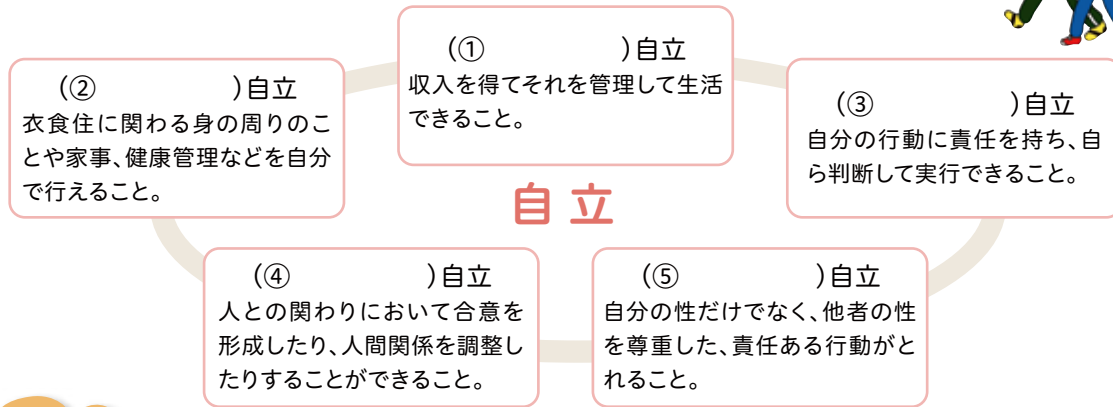 (① )自立
収入を得てそれを管理して生活
できること。
(② )自立
衣食住に関わる身の周りのこ
とや家事、健康管理などを自分
で行えること。
(③ )自立
自分の行動に責任を持ち、自
ら判断して実行できること。
自立
(④ )自立
人との関わりにおいて合意を
形成したり、人間関係を調整し
たりすることができること。
(⑤ )自立
自分の性だけでなく、他者の性
を尊重した、責任ある行動がと
れること。